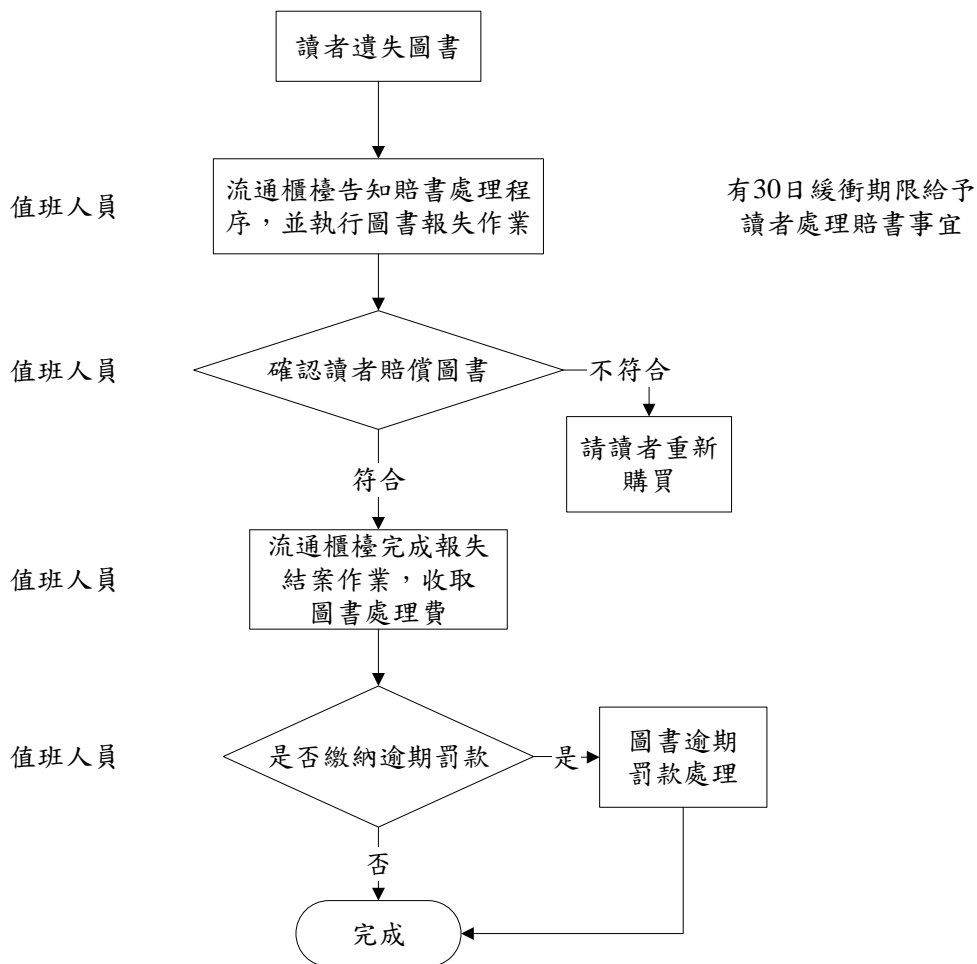 讀者遺失圖書
值班人員
流通櫃檯告知賠書處理程
序，並執行圖書報失作業
有30日緩衝期限給予
讀者處理賠書事宜
值班人員
確認讀者賠償圖書
不符合
請讀者重新
購買
符合
值班人員
流通櫃檯完成報失
結案作業，收取
圖書處理費
值班人員
是否繳納逾期罰款
是
圖書逾期
罰款處理
否
完成